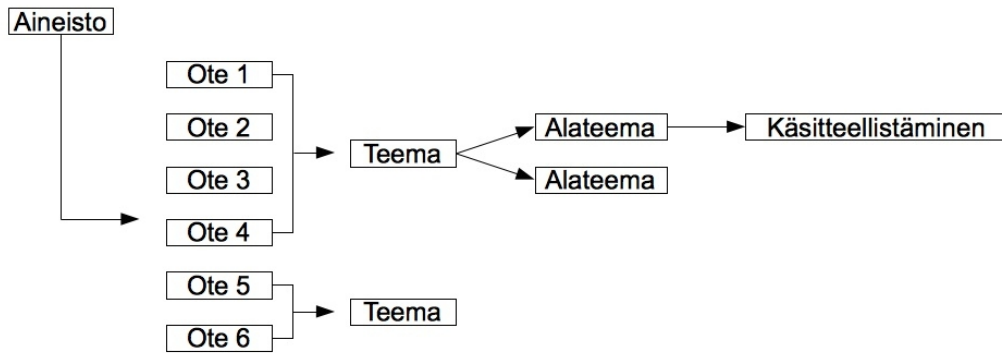 Aineisto
Ote 1
Ote 2
Ote 3
Ote 4
Ote 5
Ote 6
Teema
Teema
Alateema
Alateema
Käsitteellistäminen